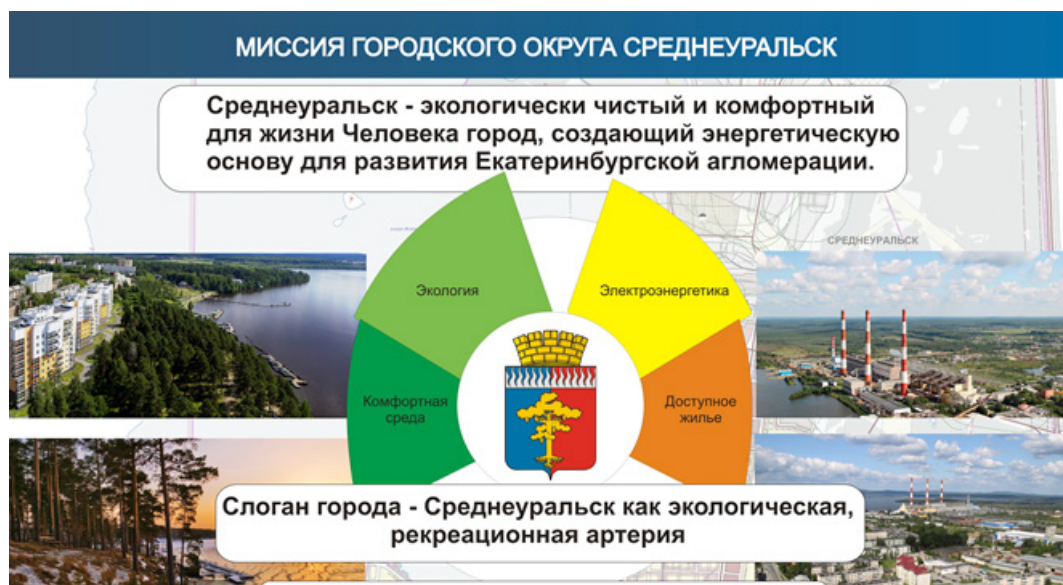 МИССИЯ ГОРОДСКОГО ОКРУГА СРЕДНЕУРАЛЬСК
Среднеуральск - экологически чистый и комфортный
для жизни Человека город, создающий энергетическую
основу для развития Екатеринбургской агломерации.
СРЕДНЕУРАЛЬСК
Экология
Электроэнергетика
Комфортная
среда
Доступное
жилье
Слоган города - Среднеуральск как экологическая,
рекреационная артерия